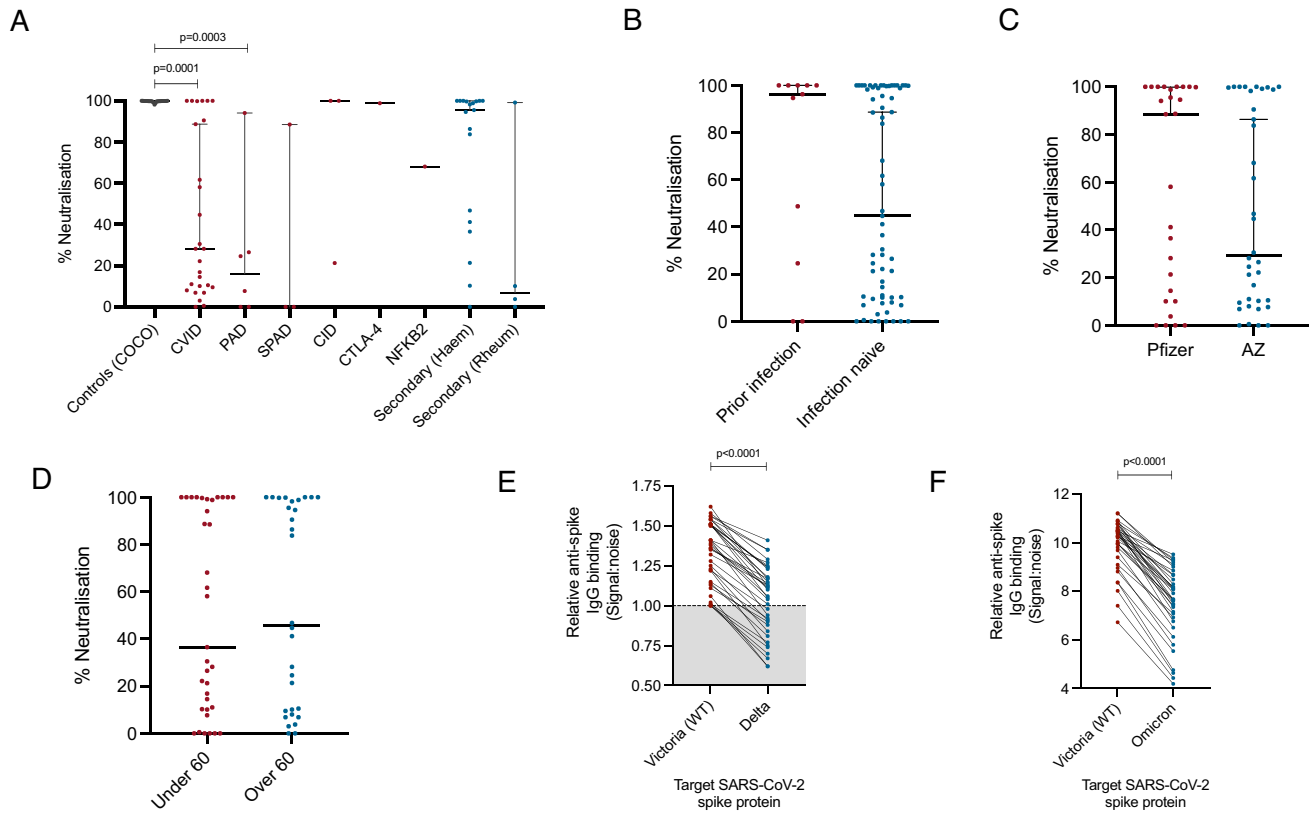 A
p=0.0003
p=0.0001
% Neutralisation
100
80
60
40
20
0
Controls (COCO)
CVID
PAD
SPAD
CID
CTLA-4
NFKB2
Secondary (Haem)
Secondary (Rheum)
B
% Neutralisation
100
80
60
40
20
0
Prior infection
Infection naive
C
% Neutralisation
100
80
60
40
20
0
Pfizer
AZ
D
% Neutralisation
100
80
60
40
20
0
Under 60
Over 60
E
p<0.0001
Relative anti-spike
IgG binding
(Signal:noise)
1.75
1.50
1.25
1.00
0.75
0.50
Victoria (WT)
Delta
Target SARS-CoV-2
spike protein
F
p<0.0001
Relative anti-spike
IgG binding
(Signal:noise)
12
10
8
6
4
Victoria (WT)
Omicron
Target SARS-CoV-2
spike protein